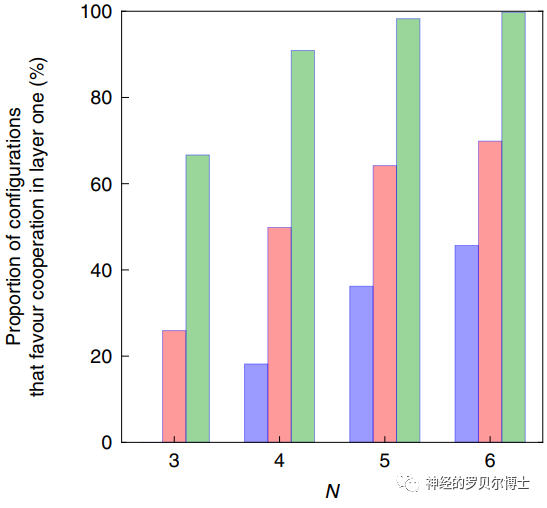 Proportion of configurations
that favour cooperation in layer one (%)
100
80
60
40
20
0
3 4 5 6
N
神经的罗贝尔博士